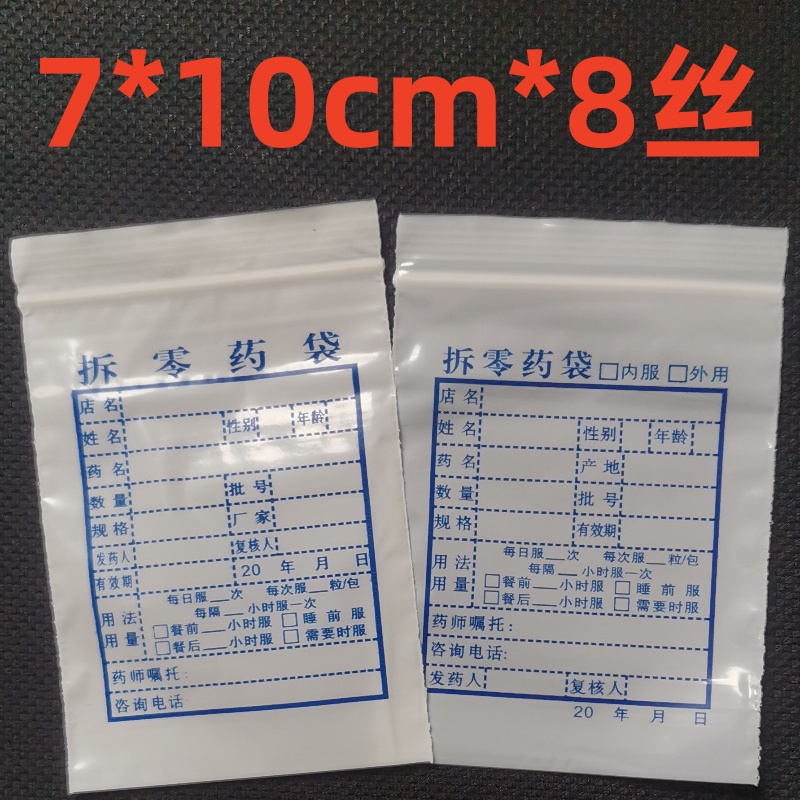 7*10cm*8丝
拆零药袋
店名
姓名 性别 年龄
药名
数量 批号
规格 厂家
发药人 复核人
有效期 20 年 月 日
用法用量
每日服__次 每次服__粒/包
每隔__小时服一次
□餐前__小时服 □睡前服
□餐后__小时服 □需要时服
药师嘱托:
咨询电话
拆零药袋□内服 □外用
店名
姓名 性别 年龄
药名 产地
数量 批号
规格 有效期
用法用量
每日服__次 每次服__粒/包
每隔__小时服一次
□餐前__小时服 □睡前服
□餐后__小时服 □需要时服
药师嘱托:
咨询电话:
发药人 复核人
20 年 月 日